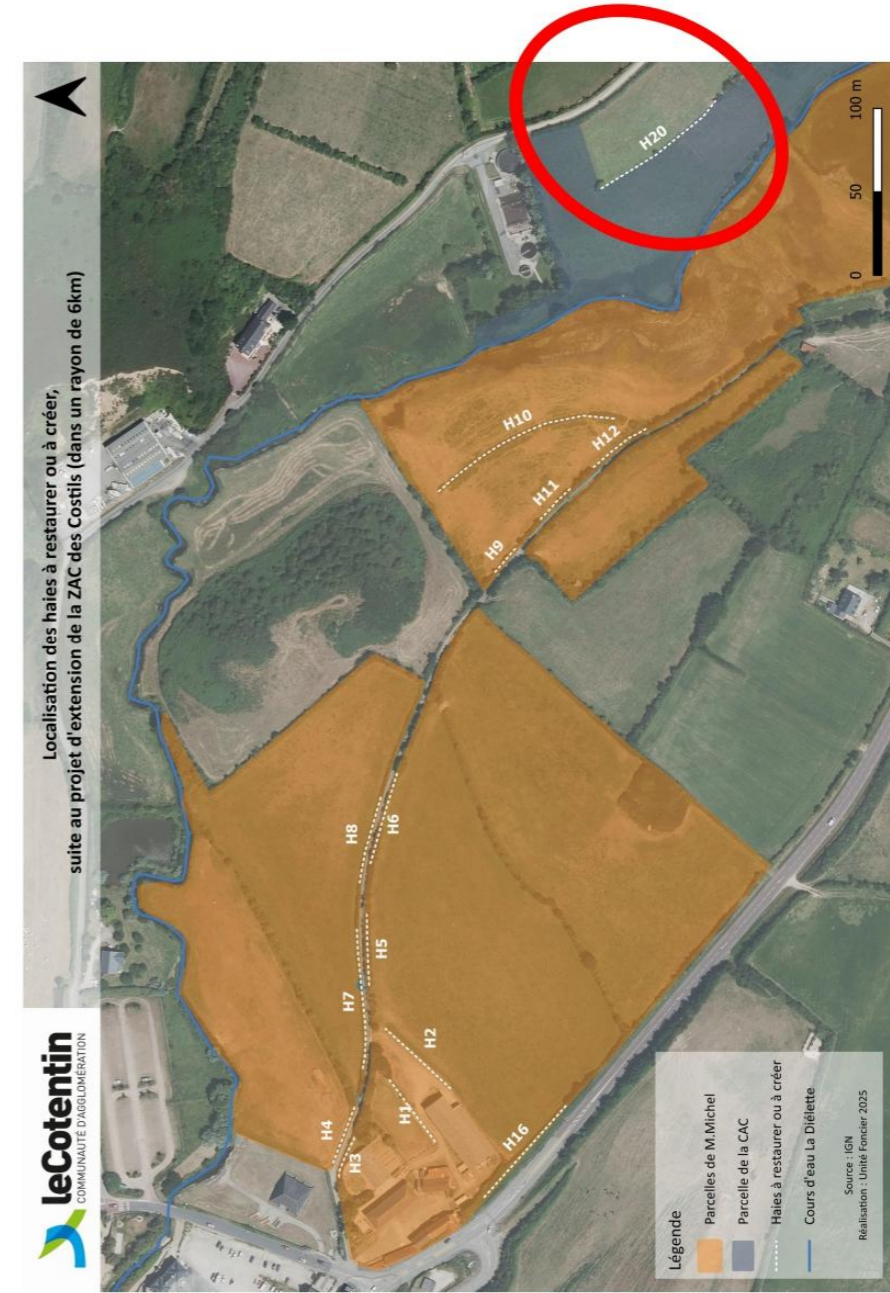 Localisation des haies à restaurer ou à créer,
suite au projet d'extension de la ZAC des Costils (dans un rayon de 6km)
leCotentin
COMMUNAUTÉ D'AGGLOMÉRATION
H20
H10
H12
H11
H9
H8
H6
H7
H5
H4
H3
H1
H2
H16
Légende
Parcelles de M.Michel
Parcelle de la CAC
Haies à restaurer ou à créer
Cours d'eau La Diélette
Source : IGN
Réalisation : Unité Foncier 2025
0 50 100 m